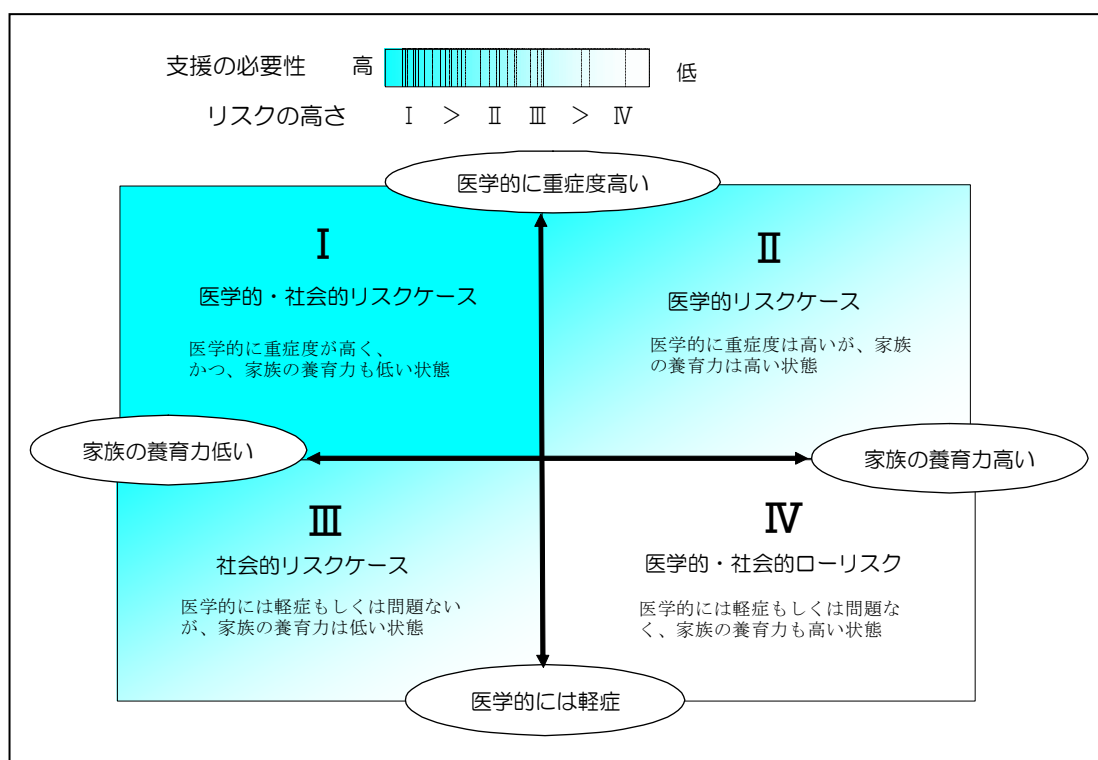 支援の必要性 高 低
リスクの高さ Ⅰ > Ⅱ Ⅲ > Ⅳ
医学的に重症度高い
Ⅰ
医学的・社会的リスクケース
医学的に重症度が高く、
かつ、家族の養育力も低い状態
Ⅱ
医学的リスクケース
医学的に重症度は高いが、家族
の養育力は高い状態
家族の養育力低い
家族の養育力高い
Ⅲ
社会的リスクケース
医学的には軽症もしくは問題ない
が、家族の養育力は低い状態
Ⅳ
医学的・社会的ローリスク
医学的には軽症もしくは問題な
く、家族の養育力も高い状態
医学的には軽症